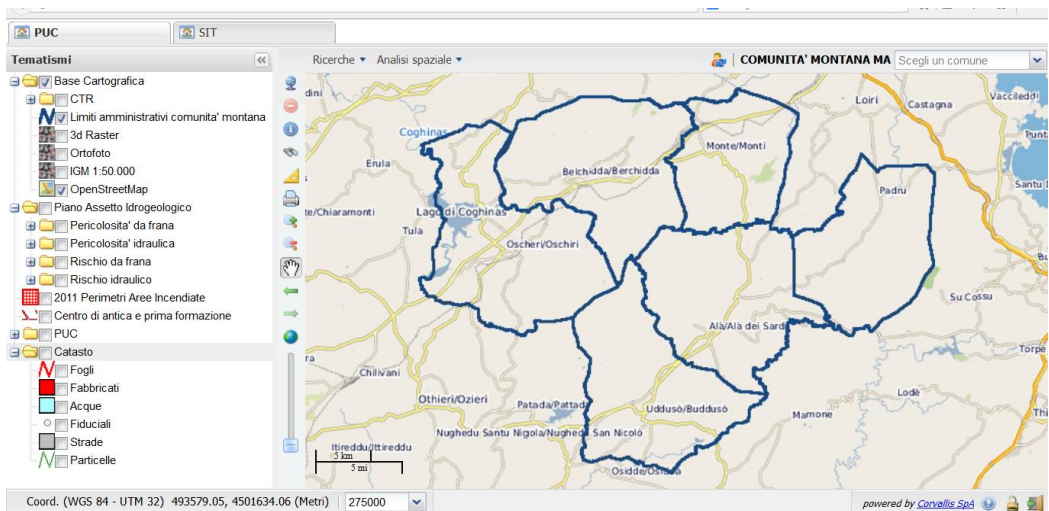 PUC
SIT
Tematismi
Ricerche
Analisi spaziale
COMUNITA' MONTANA MA
Scegli un comune
Base Cartografica
CTR
Limiti amministrativi comunita' montana
3d Raster
Ortofoto
IGM 1:50.000
OpenStreetMap
Piano Assetto Idrogeologico
Pericolosita' da frana
Pericolosita' idraulica
Rischio da frana
Rischio idraulico
2011 Perimetri Aree Incendiate
Centro di antica e prima formazione
PUC
Catasto
Fogli
Fabbricati
Acque
Fiduciali
Strade
Particelle
dini
Coghinas
Erula
te/Chiaramonti
Lago di Coghinas
Tula
Oscheri/Oschiri
Belchidda/Berchidda
Monte/Monti
Loiri
Castagna
Vaccileddi
Punt
Padru
Santu
Su Cossu
Torpe
Alà/Alà dei Sard
Lodè
Mamone
Chilivani
Othieri/Ozieri
Patada/Pattada
Uddusò/Buddusò
Nughedu Santu Nigola/Nughedu San Nicolò
Itireddu/Ittireddu
5 km
5 mi
Coord. (WGS 84 - UTM 32) 493579.05, 4501634.06 (Metri)
275000
powered by Corvallis SpA